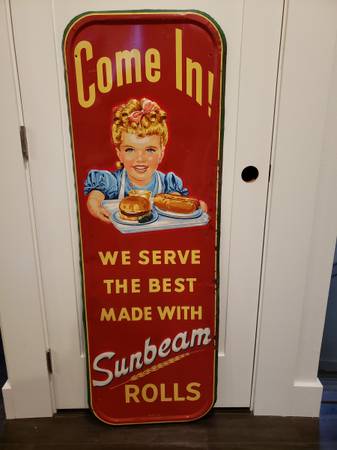 Come In!
WE SERVE
THE BEST
MADE WITH
Sunbeam
ROLLS